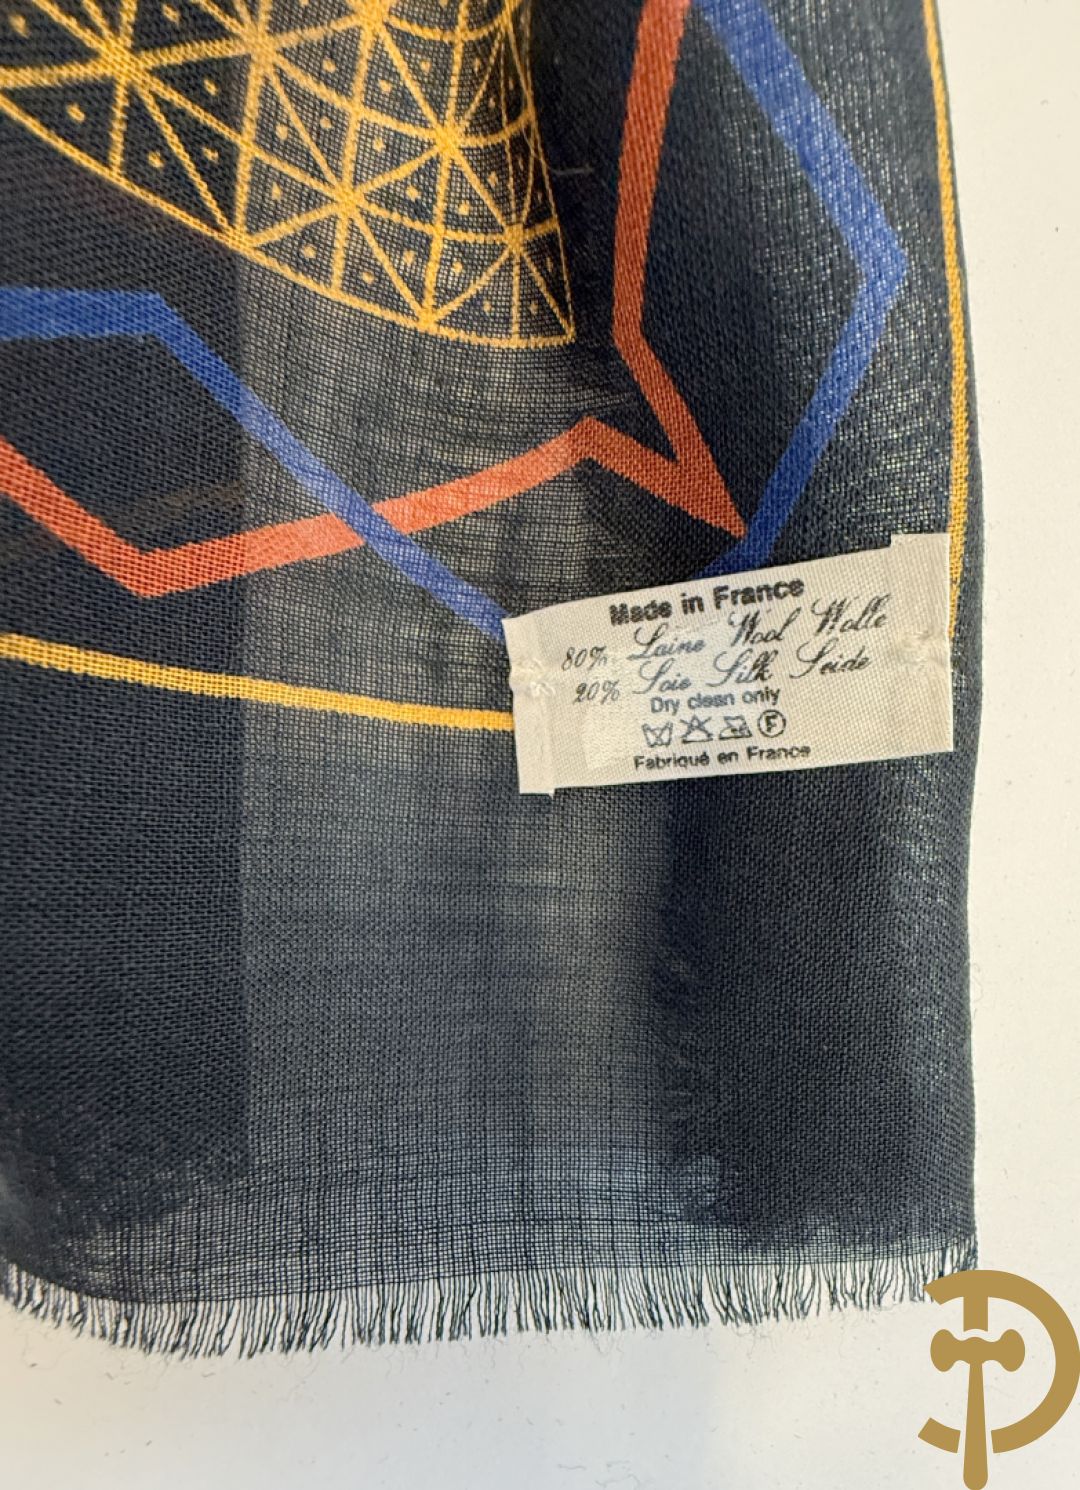 Made in France
80% Laine Wool Wolle
20% Soie Silk Seide
Dry clean only
F
Fabriqué en France